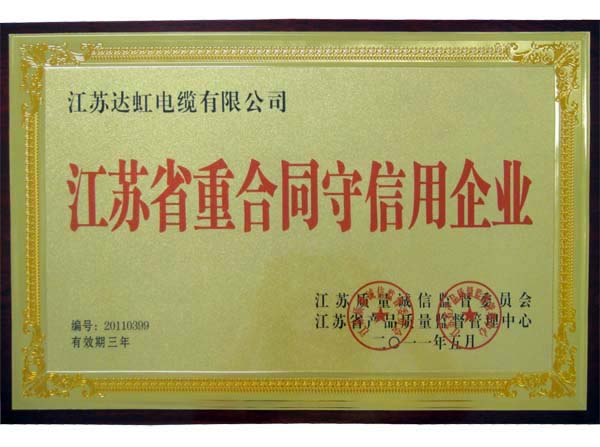 江苏达虹电缆有限公司
江苏省重合同守信用企业
江苏质量诚信监督委员会
江苏省产品质量监督管理中心
二〇一一年五月
编号：20110399
有效期三年